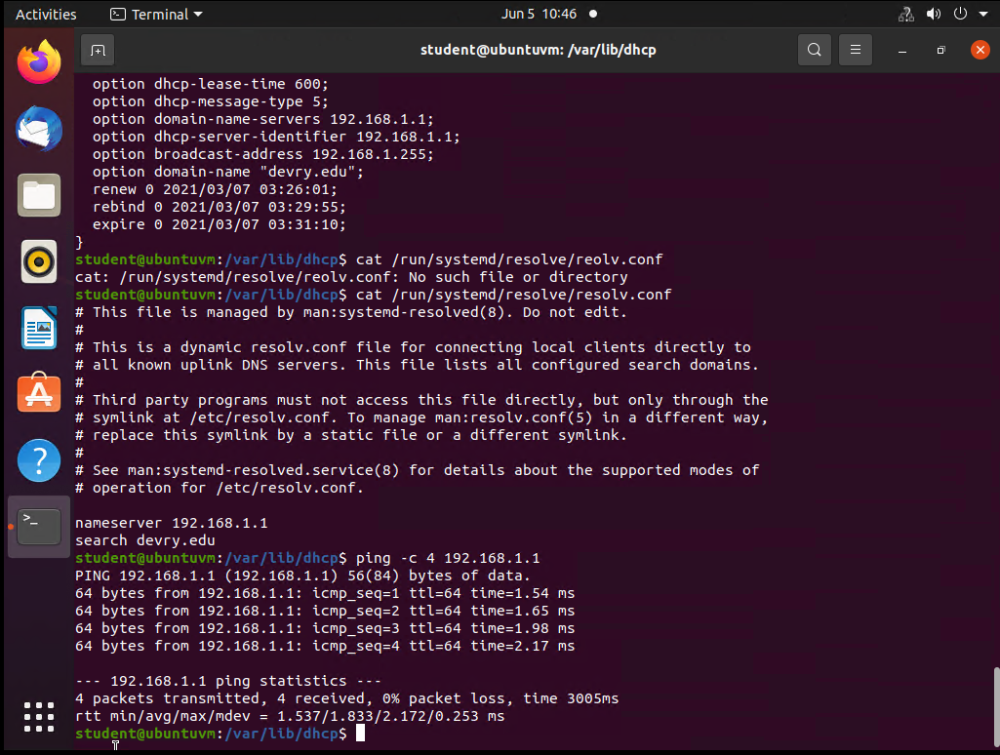 Activities
Terminal
Jun 5 10:46
student@ubuntuvm: /var/lib/dhcp
option dhcp-lease-time 600;
option dhcp-message-type 5;
option domain-name-servers 192.168.1.1;
option dhcp-server-identifier 192.168.1.1;
option broadcast-address 192.168.1.255;
option domain-name "devry.edu";
renew 0 2021/03/07 03:26:01;
rebind 0 2021/03/07 03:29:55;
expire 0 2021/03/07 03:31:10;
}
student@ubuntuvm:/var/lib/dhcp$ cat /run/systemd/resolve/reolv.conf
cat: /run/systemd/resolve/reolv.conf: No such file or directory
student@ubuntuvm:/var/lib/dhcp$ cat /run/systemd/resolve/resolv.conf
# This file is managed by man:systemd-resolved(8). Do not edit.
#
# This is a dynamic resolv.conf file for connecting local clients directly to
# all known uplink DNS servers. This file lists all configured search domains.
#
# Third party programs must not access this file directly, but only through the
# symlink at /etc/resolv.conf. To manage man:resolv.conf(5) in a different way,
# replace this symlink by a static file or a different symlink.
#
# See man:systemd-resolved.service(8) for details about the supported modes of
# operation for /etc/resolv.conf.
nameserver 192.168.1.1
search devry.edu
student@ubuntuvm:/var/lib/dhcp$ ping -c 4 192.168.1.1
PING 192.168.1.1 (192.168.1.1) 56(84) bytes of data.
64 bytes from 192.168.1.1: icmp_seq=1 ttl=64 time=1.54 ms
64 bytes from 192.168.1.1: icmp_seq=2 ttl=64 time=1.65 ms
64 bytes from 192.168.1.1: icmp_seq=3 ttl=64 time=1.98 ms
64 bytes from 192.168.1.1: icmp_seq=4 ttl=64 time=2.17 ms
--- 192.168.1.1 ping statistics ---
4 packets transmitted, 4 received, 0% packet loss, time 3005ms
rtt min/avg/max/mdev = 1.537/1.833/2.172/0.253 ms
student@ubuntuvm:/var/lib/dhcp$